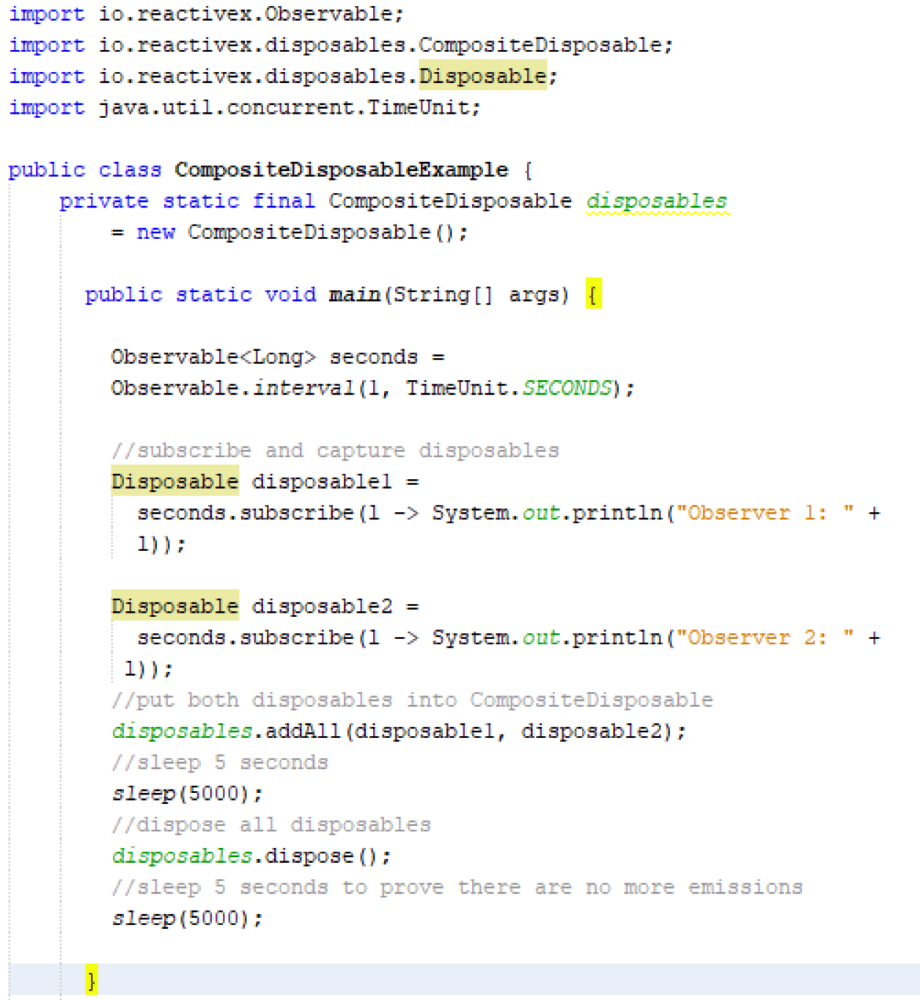 import io.reactivex.Observable;
import io.reactivex.disposables.CompositeDisposable;
import io.reactivex.disposables.Disposable;
import java.util.concurrent.TimeUnit;

public class CompositeDisposableExample {
    private static final CompositeDisposable disposables
        = new CompositeDisposable();

      public static void main(String[] args) {

        Observable<Long> seconds =
        Observable.interval(1, TimeUnit.SECONDS);

        //subscribe and capture disposables
        Disposable disposable1 =
          seconds.subscribe(l -> System.out.println("Observer 1: " +
          l));

        Disposable disposable2 =
          seconds.subscribe(l -> System.out.println("Observer 2: " +
         l));
        //put both disposables into CompositeDisposable
        disposables.addAll(disposable1, disposable2);
        //sleep 5 seconds
        sleep(5000);
        //dispose all disposables
        disposables.dispose();
        //sleep 5 seconds to prove there are no more emissions
        sleep(5000);

      }